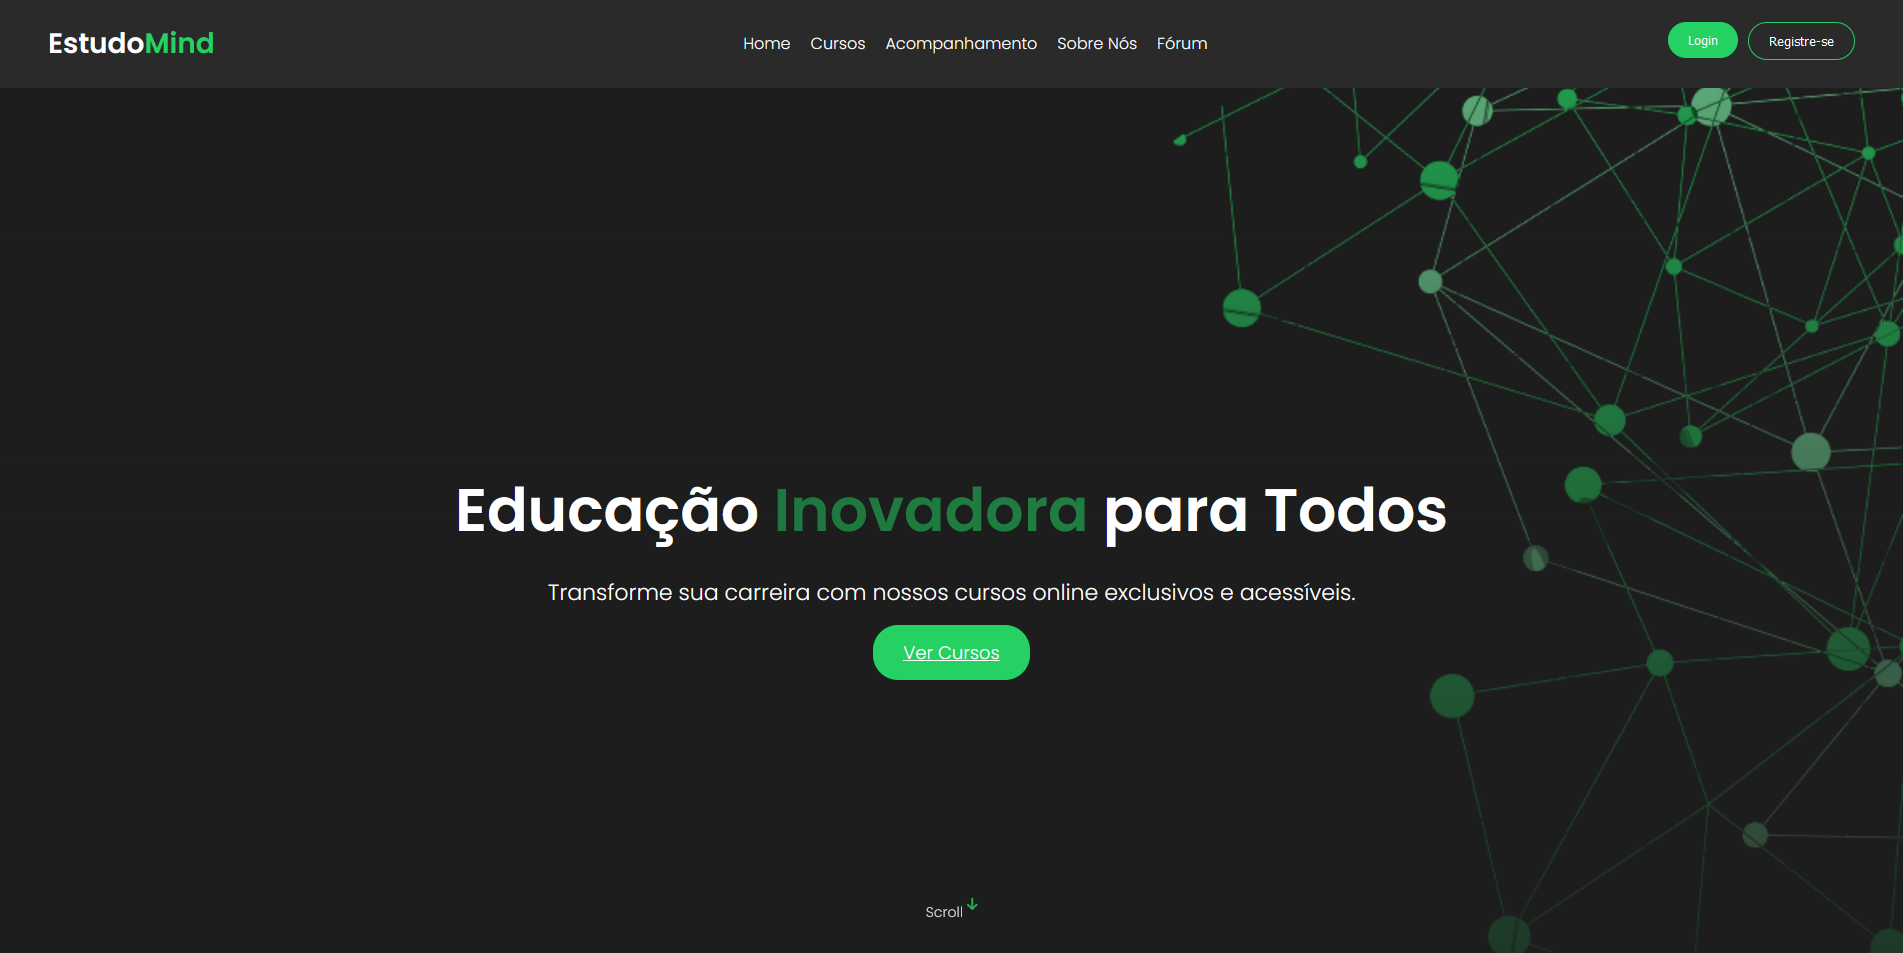 EstudoMind
Home Cursos Acompanhamento Sobre Nós Fórum
Login Registre-se
Educação Inovadora para Todos
Transforme sua carreira com nossos cursos online exclusivos e acessíveis.
Ver Cursos
Scroll